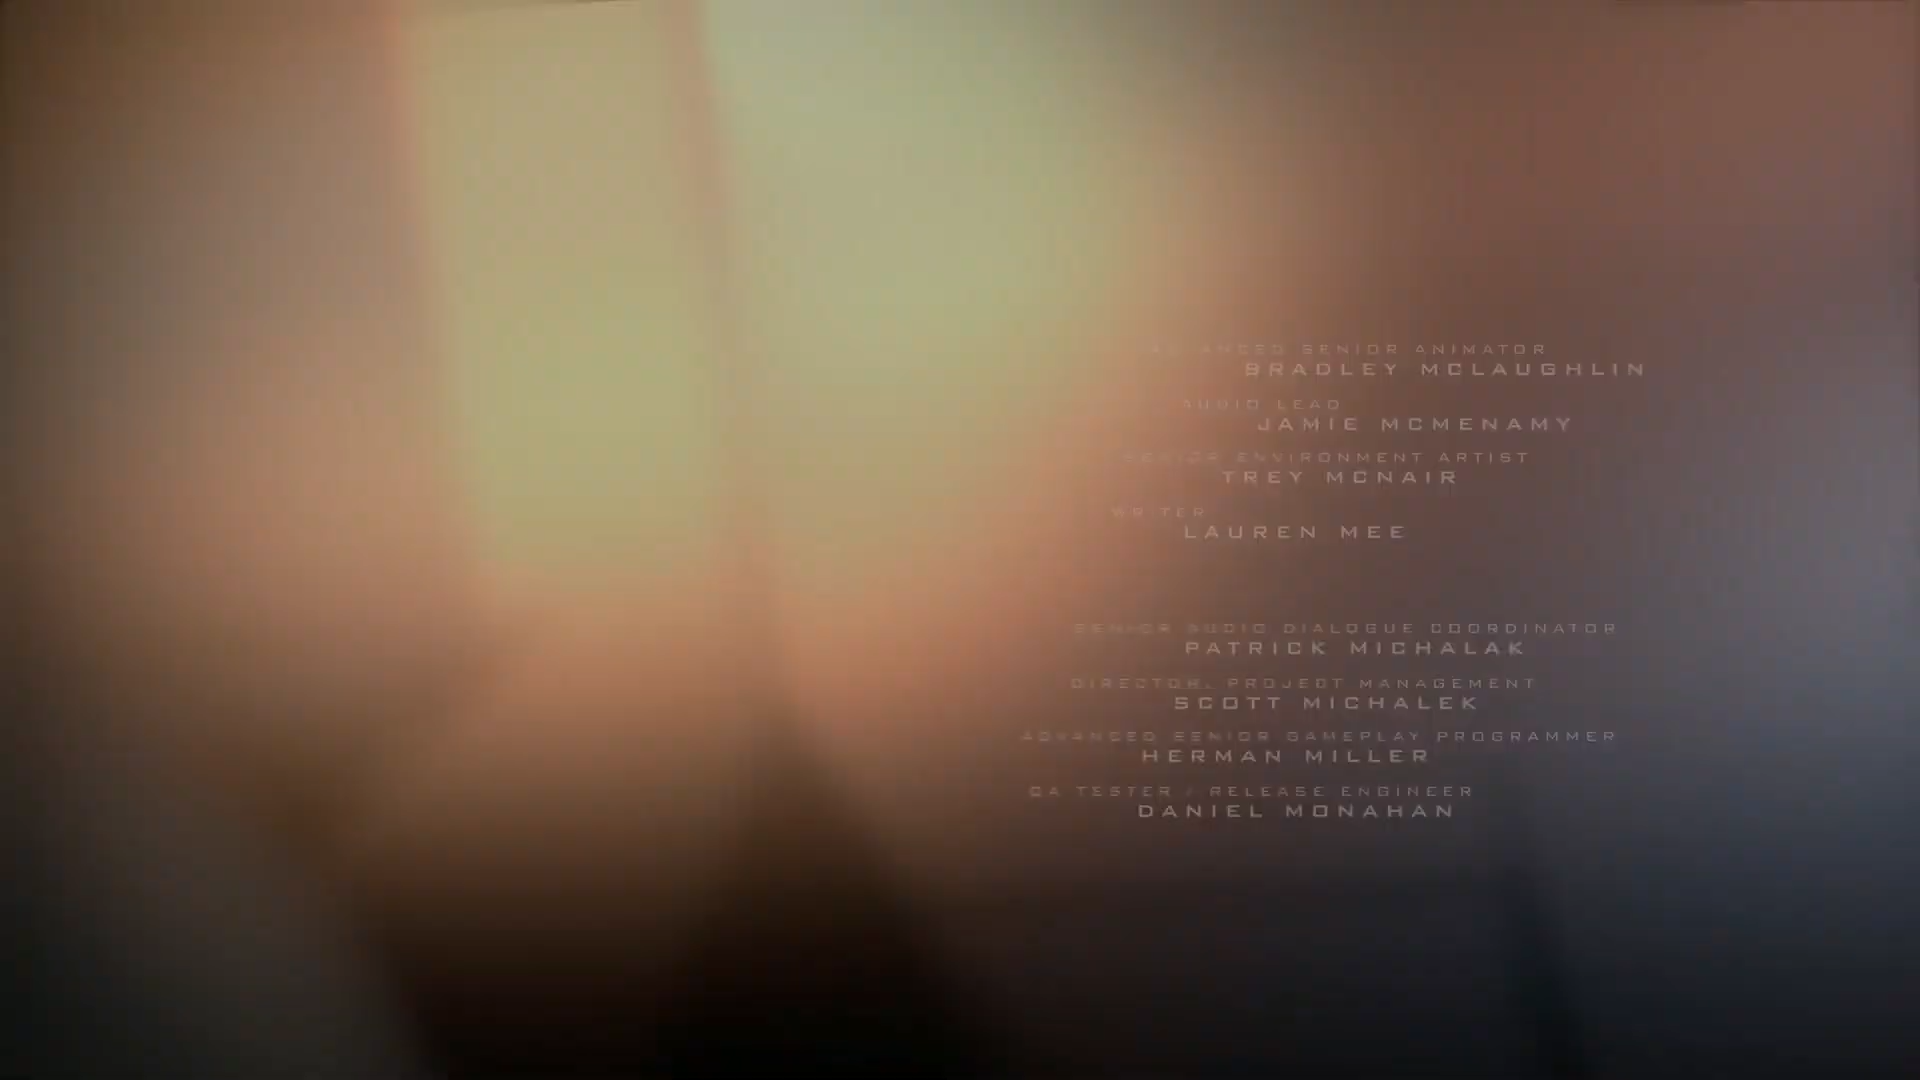 ADVANCED SENIOR ANIMATOR
BRADLEY MCLAUGHLIN
AUDIO LEAD
JAMIE MCMENAMY
SENIOR ENVIRONMENT ARTIST
TREY MCNAIR
WRITER
LAUREN MEE
SENIOR AUDIO DIALOGUE COORDINATOR
PATRICK MICHALAK
DIRECTOR, PROJECT MANAGEMENT
SCOTT MICHALEK
ADVANCED SENIOR GAMEPLAY PROGRAMMER
HERMAN MILLER
QA TESTER / RELEASE ENGINEER
DANIEL MONAHAN